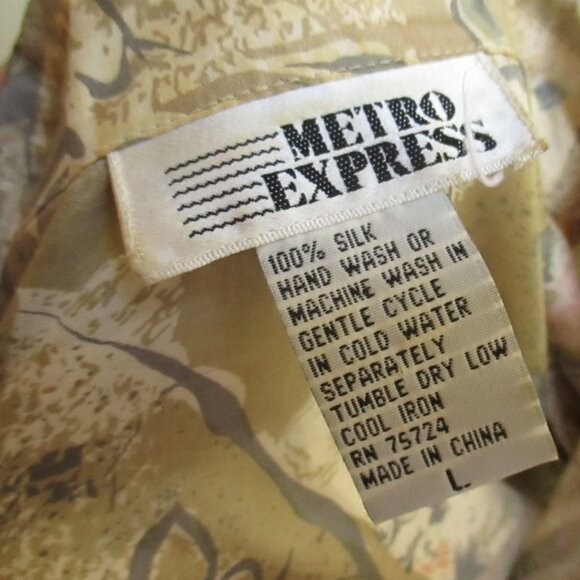 METRO
EXPRESS
100% SILK
HAND WASH OR
MACHINE WASH IN
GENTLE CYCLE
IN COLD WATER
SEPARATELY
TUMBLE DRY LOW
COOL IRON
RN 75724
MADE IN CHINA
L